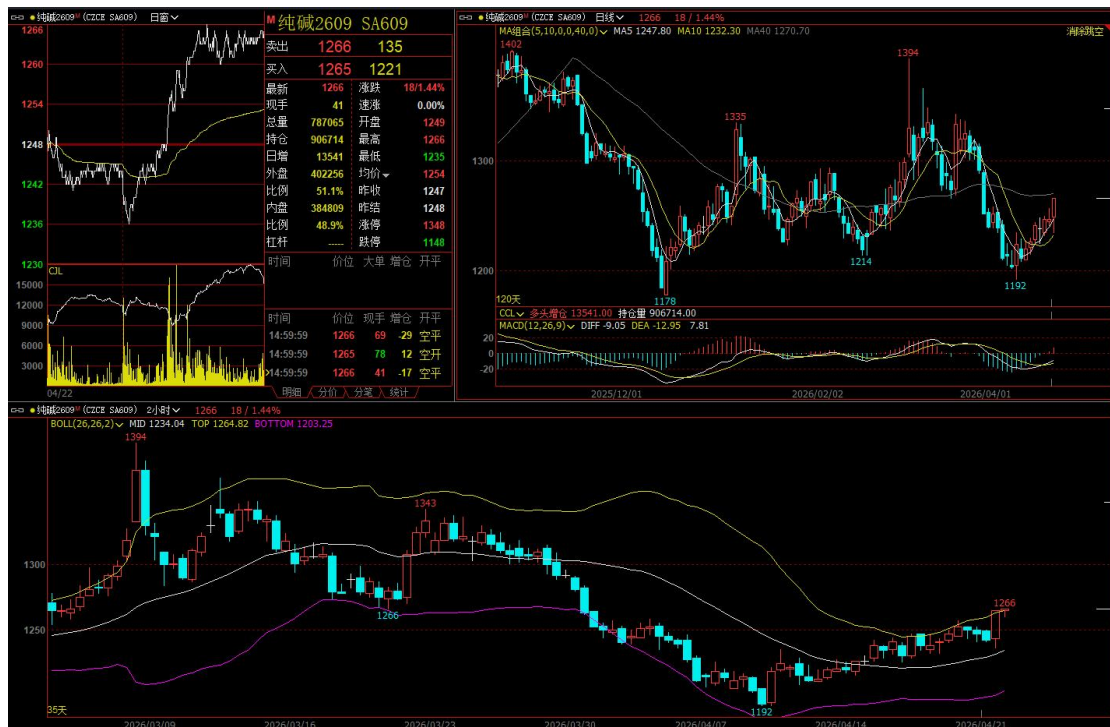 纯碱2609M (CZCE SA609) 日窗
1266
1260
1254
1248
1242
1236
1230
CJL
15000
12000
9000
6000
3000
04/22
M 纯碱2609 SA609
卖出 1266 135
买入 1265 1221
最新 1266 涨跌 18/1.44%
现手 41 速涨 0.00%
总量 787065 开盘 1249
持仓 906714 最高 1266
日增 13541 最低 1235
外盘 402256 均价 1254
比例 51.1% 昨收 1247
内盘 384809 昨结 1248
比例 48.9% 涨停 1348
杠杆 ----- 跌停 1148
时间 价位 大单 增仓 开平
时间 价位 现手 增仓 开平
14:59:59 1266 69 -29 空平
14:59:59 1265 78 12 空开
14:59:59 1266 41 -17 空平
明细 分价 分笔 统计
纯碱2609M (CZCE SA609) 日线 1266 18 / 1.44%
MA组合(5,10,0,0,40,0) MA5 1247.80 MA10 1232.30 MA40 1270.70 消除跳空
1402
1394
1335
1300
1214
1200
1192
1178
120天
CCL 多头增仓 13541.00 持仓量 906714.00
MACD(12,26,9) DIFF -9.05 DEA -12.95 7.81
20
0
-20
2025/12/01 2026/02/02 2026/04/01
纯碱2609M (CZCE SA609) 2小时 1266 18 / 1.44%
BOLL(26,26,2) MID 1234.04 TOP 1264.82 BOTTOM 1203.25
1394
1343
1300
1266
1266
1250
1192
35天
2026/03/09 2026/03/16 2026/03/23 2026/03/30 2026/04/07 2026/04/14 2026/04/21